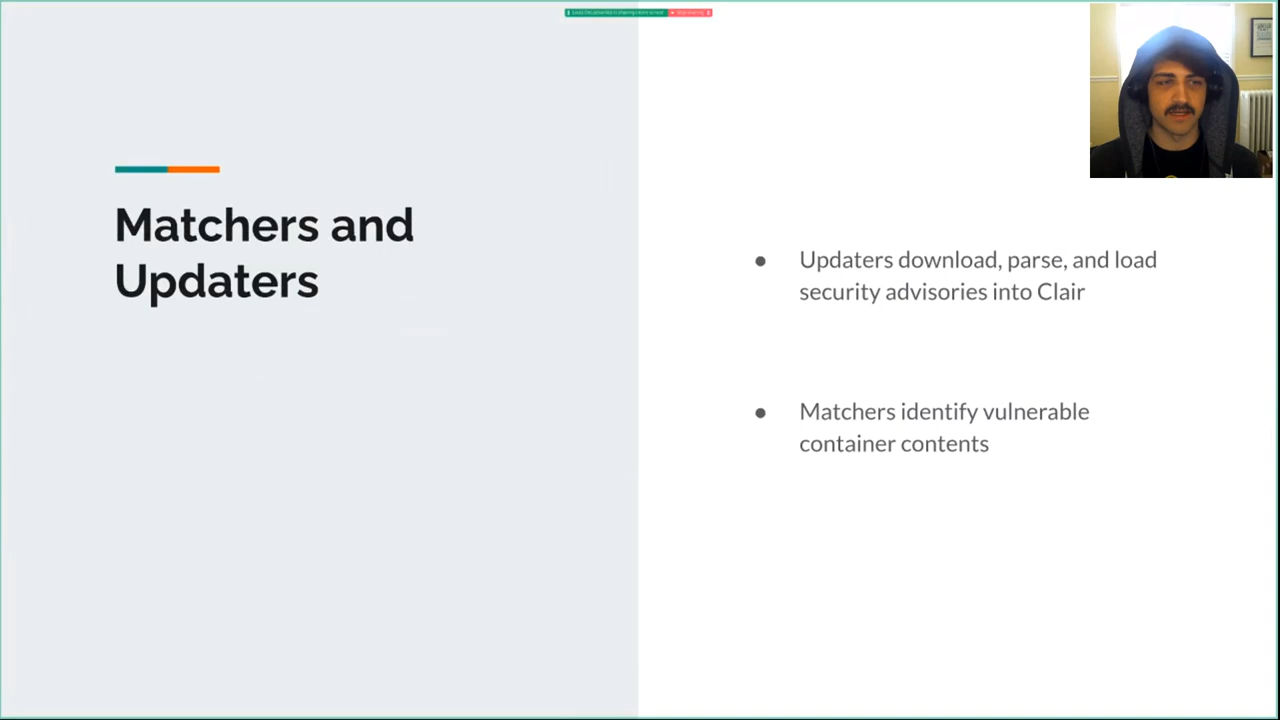 Matchers and
Updaters
● Updaters download, parse, and load
security advisories into Clair
● Matchers identify vulnerable
container contents